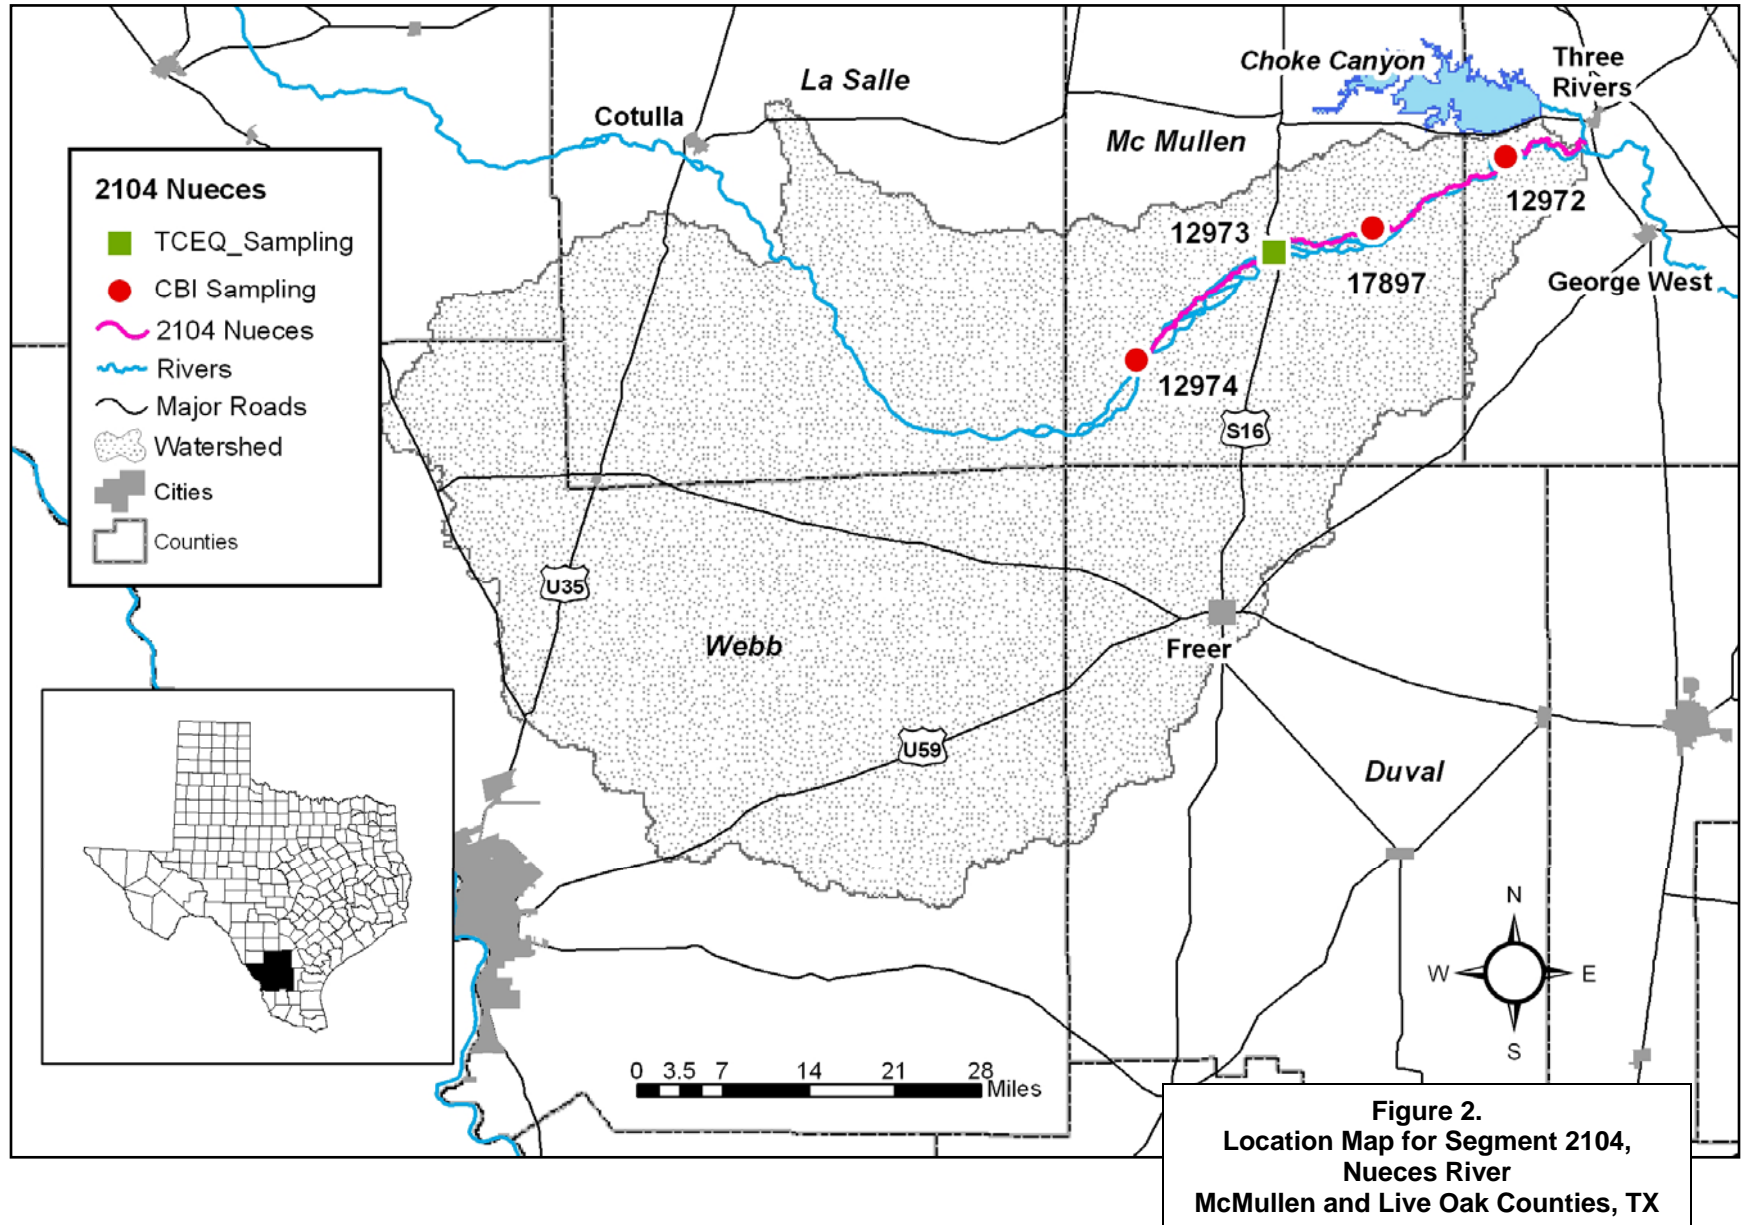 La Salle
Choke Canyon
Three
Rivers
Cotulla
Mc Mullen
12972
12973
17897
George West
12974
S16
2104 Nueces
TCEQ_Sampling
CBI Sampling
2104 Nueces
Rivers
Major Roads
Watershed
Cities
Counties
U35
Webb
Freer
U59
Duval
N
W
E
S
0 3.5 7 14 21 28
Miles
Figure 2.
Location Map for Segment 2104,
Nueces River
McMullen and Live Oak Counties, TX